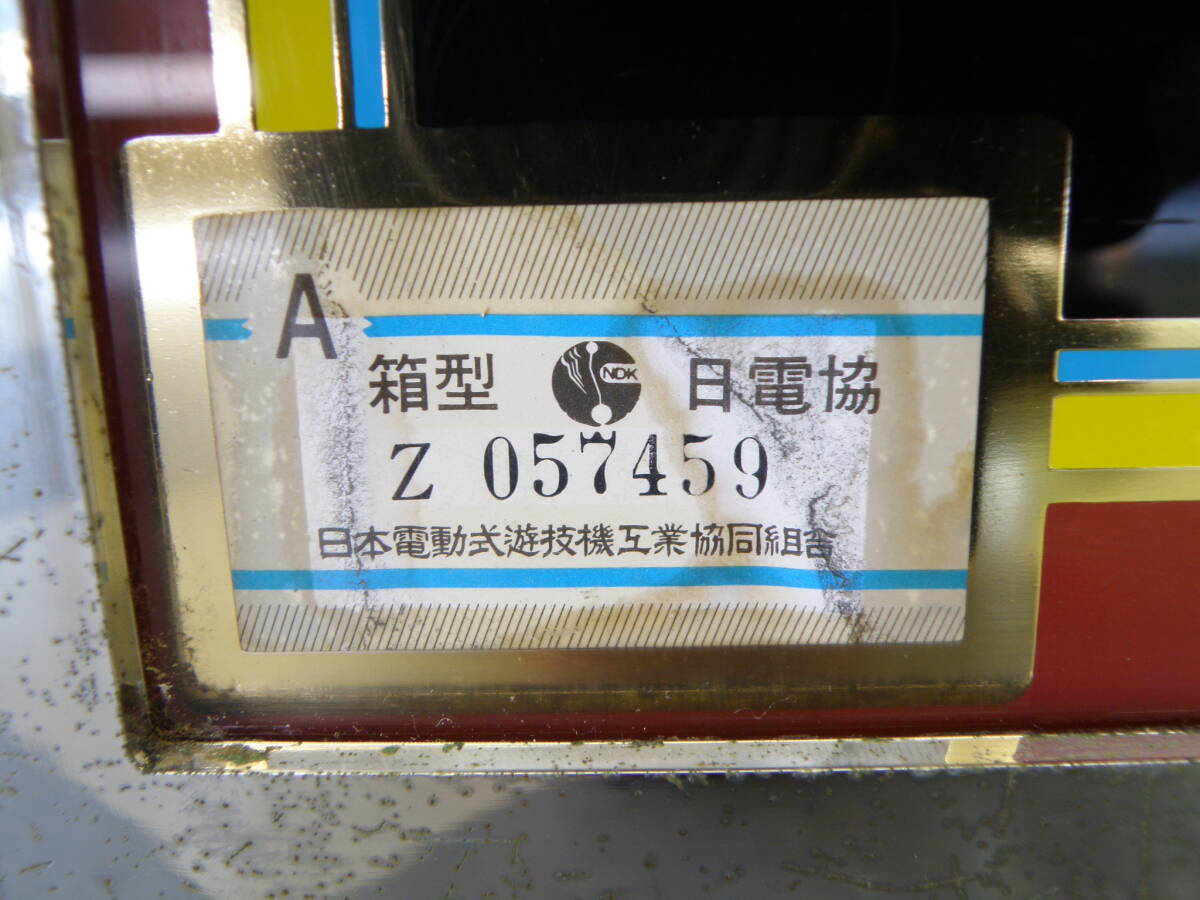 A
箱型 NDK 日電協
Z 057459
日本電動式遊技機工業協同組合